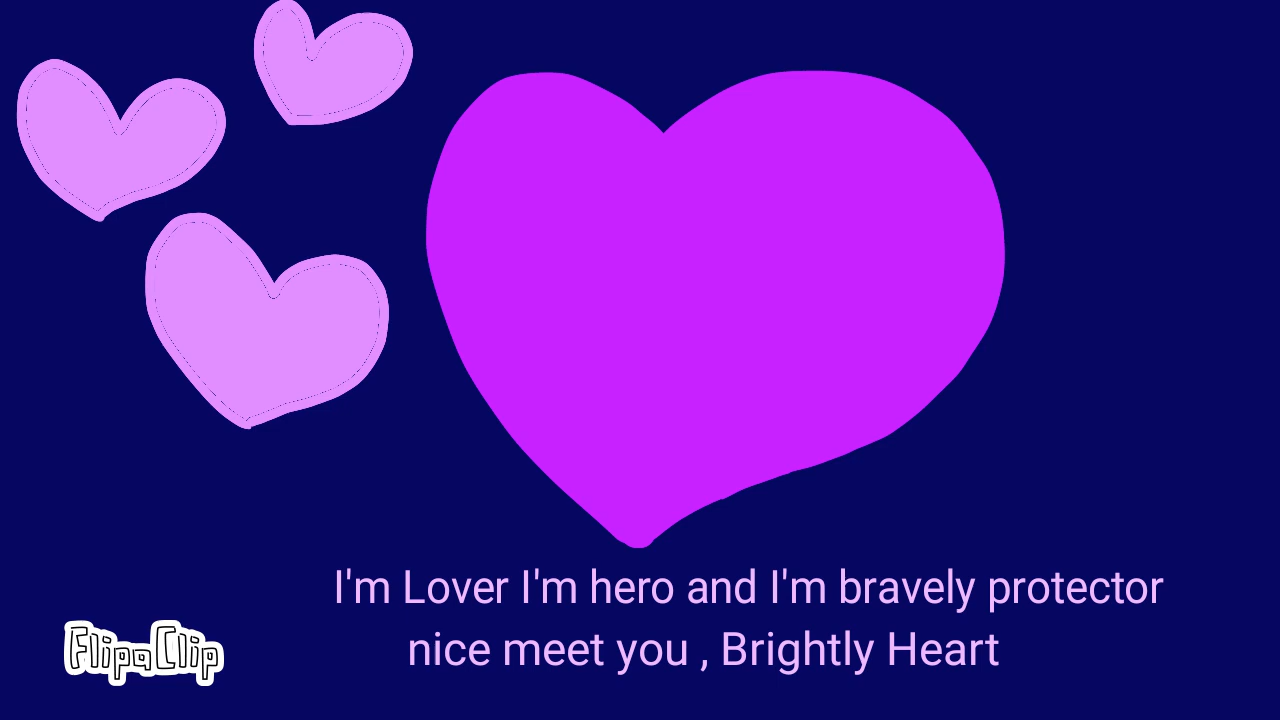 I'm Lover I'm hero and I'm bravely protector
nice meet you , Brightly Heart
FlipaClip